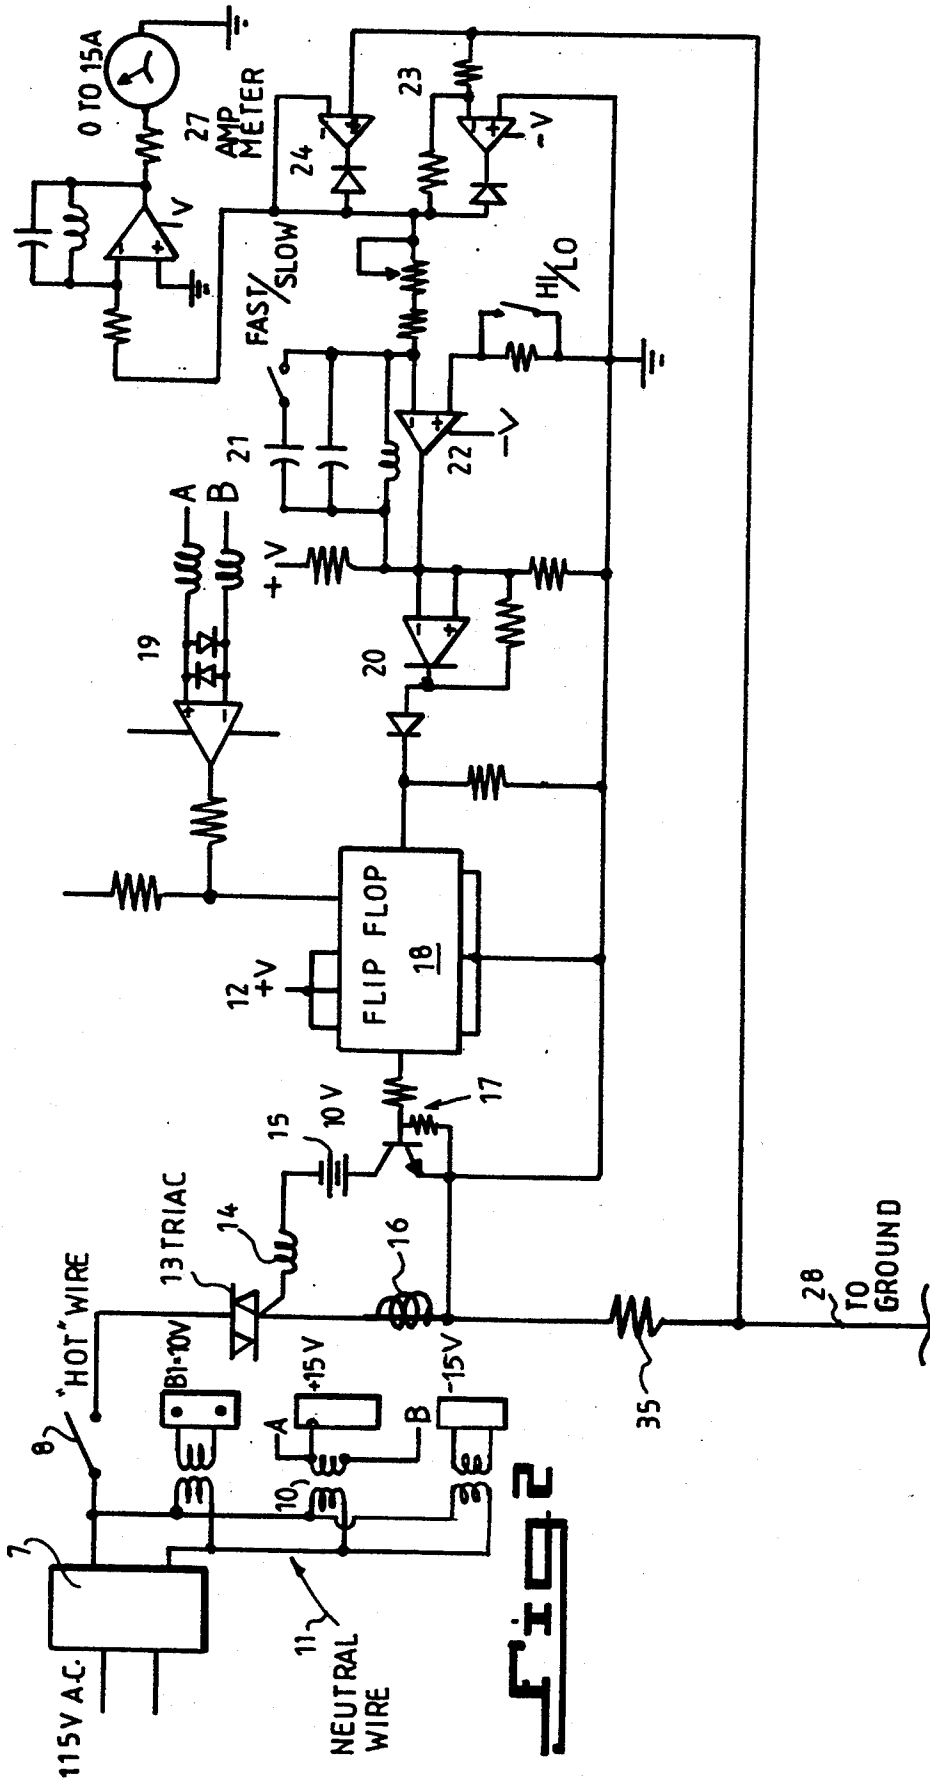 115V A.C.
7
8
"HOT" WIRE
11
NEUTRAL
WIRE
10
B1=10V
A
+15V
B
-15V
13 TRIAC
14
15
10 V
16
17
35
28
TO
GROUND
12
+V
FLIP FLOP
18
19
A
B
+
-
20
-
+
+V
21
FAST/
SLOW
22
-
+
-V
HI/LO
23
-
+
-V
24
-
+
27
AMP
METER
0 TO 15A
-
+
V
FIG 2